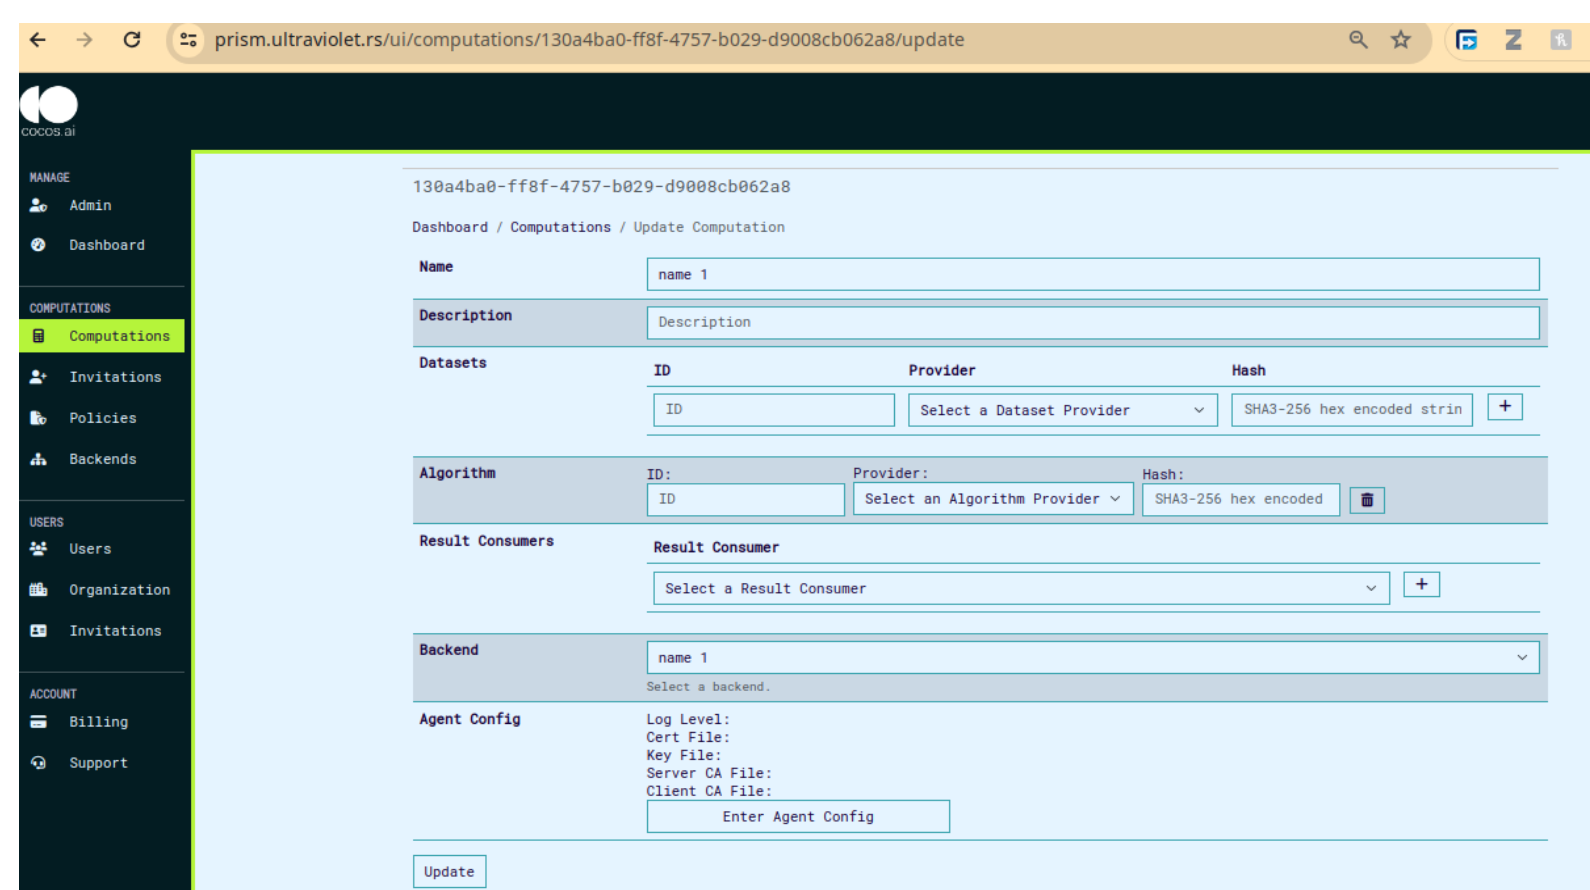 prism.ultraviolet.rs/ui/computations/130a4ba0-ff8f-4757-b029-d9008cb062a8/update
cocos.ai
MANAGE
Admin
Dashboard
COMPUTATIONS
Computations
Invitations
Policies
Backends
USERS
Users
Organization
Invitations
ACCOUNT
Billing
Support
130a4ba0-ff8f-4757-b029-d9008cb062a8
Dashboard / Computations / Update Computation
Name
name 1
Description
Description
Datasets
ID Provider Hash
ID Select a Dataset Provider SHA3-256 hex encoded strin +
Algorithm
ID: Provider: Hash:
ID Select an Algorithm Provider SHA3-256 hex encoded
Result Consumers
Result Consumer
Select a Result Consumer +
Backend
name 1
Select a backend.
Agent Config
Log Level:
Cert File:
Key File:
Server CA File:
Client CA File:
Enter Agent Config
Update